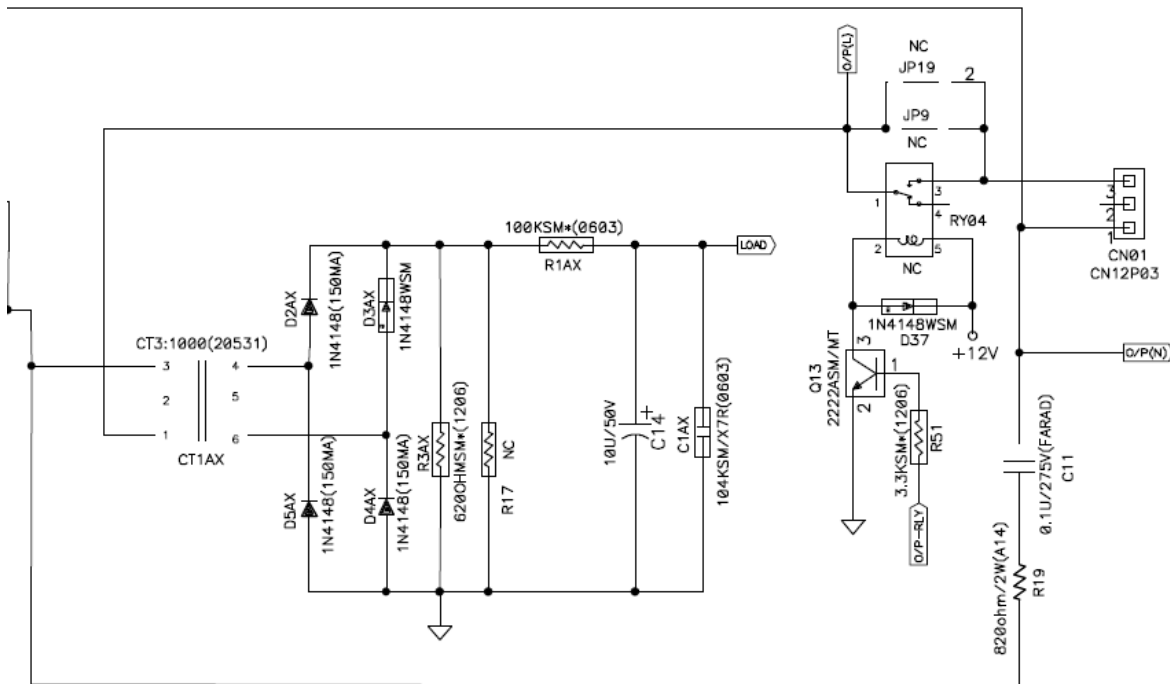 O/P(L)
NC
JP19
2
JP9
NC
1
3
4
RY04
2
5
NC
3
2
1
CN01
CN12P03
100KSM*(0603)
R1AX
LOAD
D2AX
1N4148(150MA)
D3AX
1N4148WSM
1N4148WSM
D37
+12V
O/P(N)
CT3:1000(20531)
3
4
2
5
1
6
CT1AX
Q13
2222ASM/MT
3
1
2
3.3KSM*(1206)
R51
O/P-RLY
R3AX
620OHMSM*(1206)
NC
R17
10U/50V
+
C14
C1AX
104KSM/X7R(0603)
D5AX
1N4148(150MA)
D4AX
1N4148(150MA)
0.1U/275V(FARAD)
C11
820ohm/2W(A14)
R19